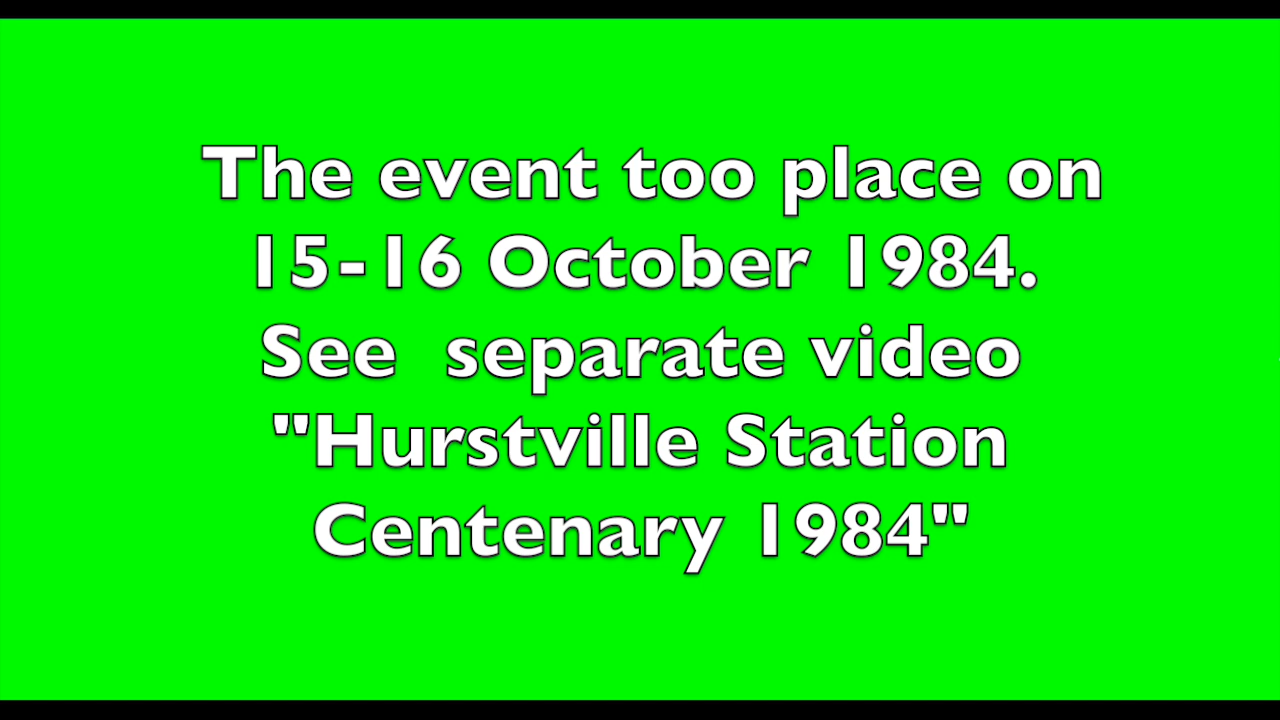 The event too place on
15-16 October 1984.
See  separate video
"Hurstville Station
Centenary 1984"